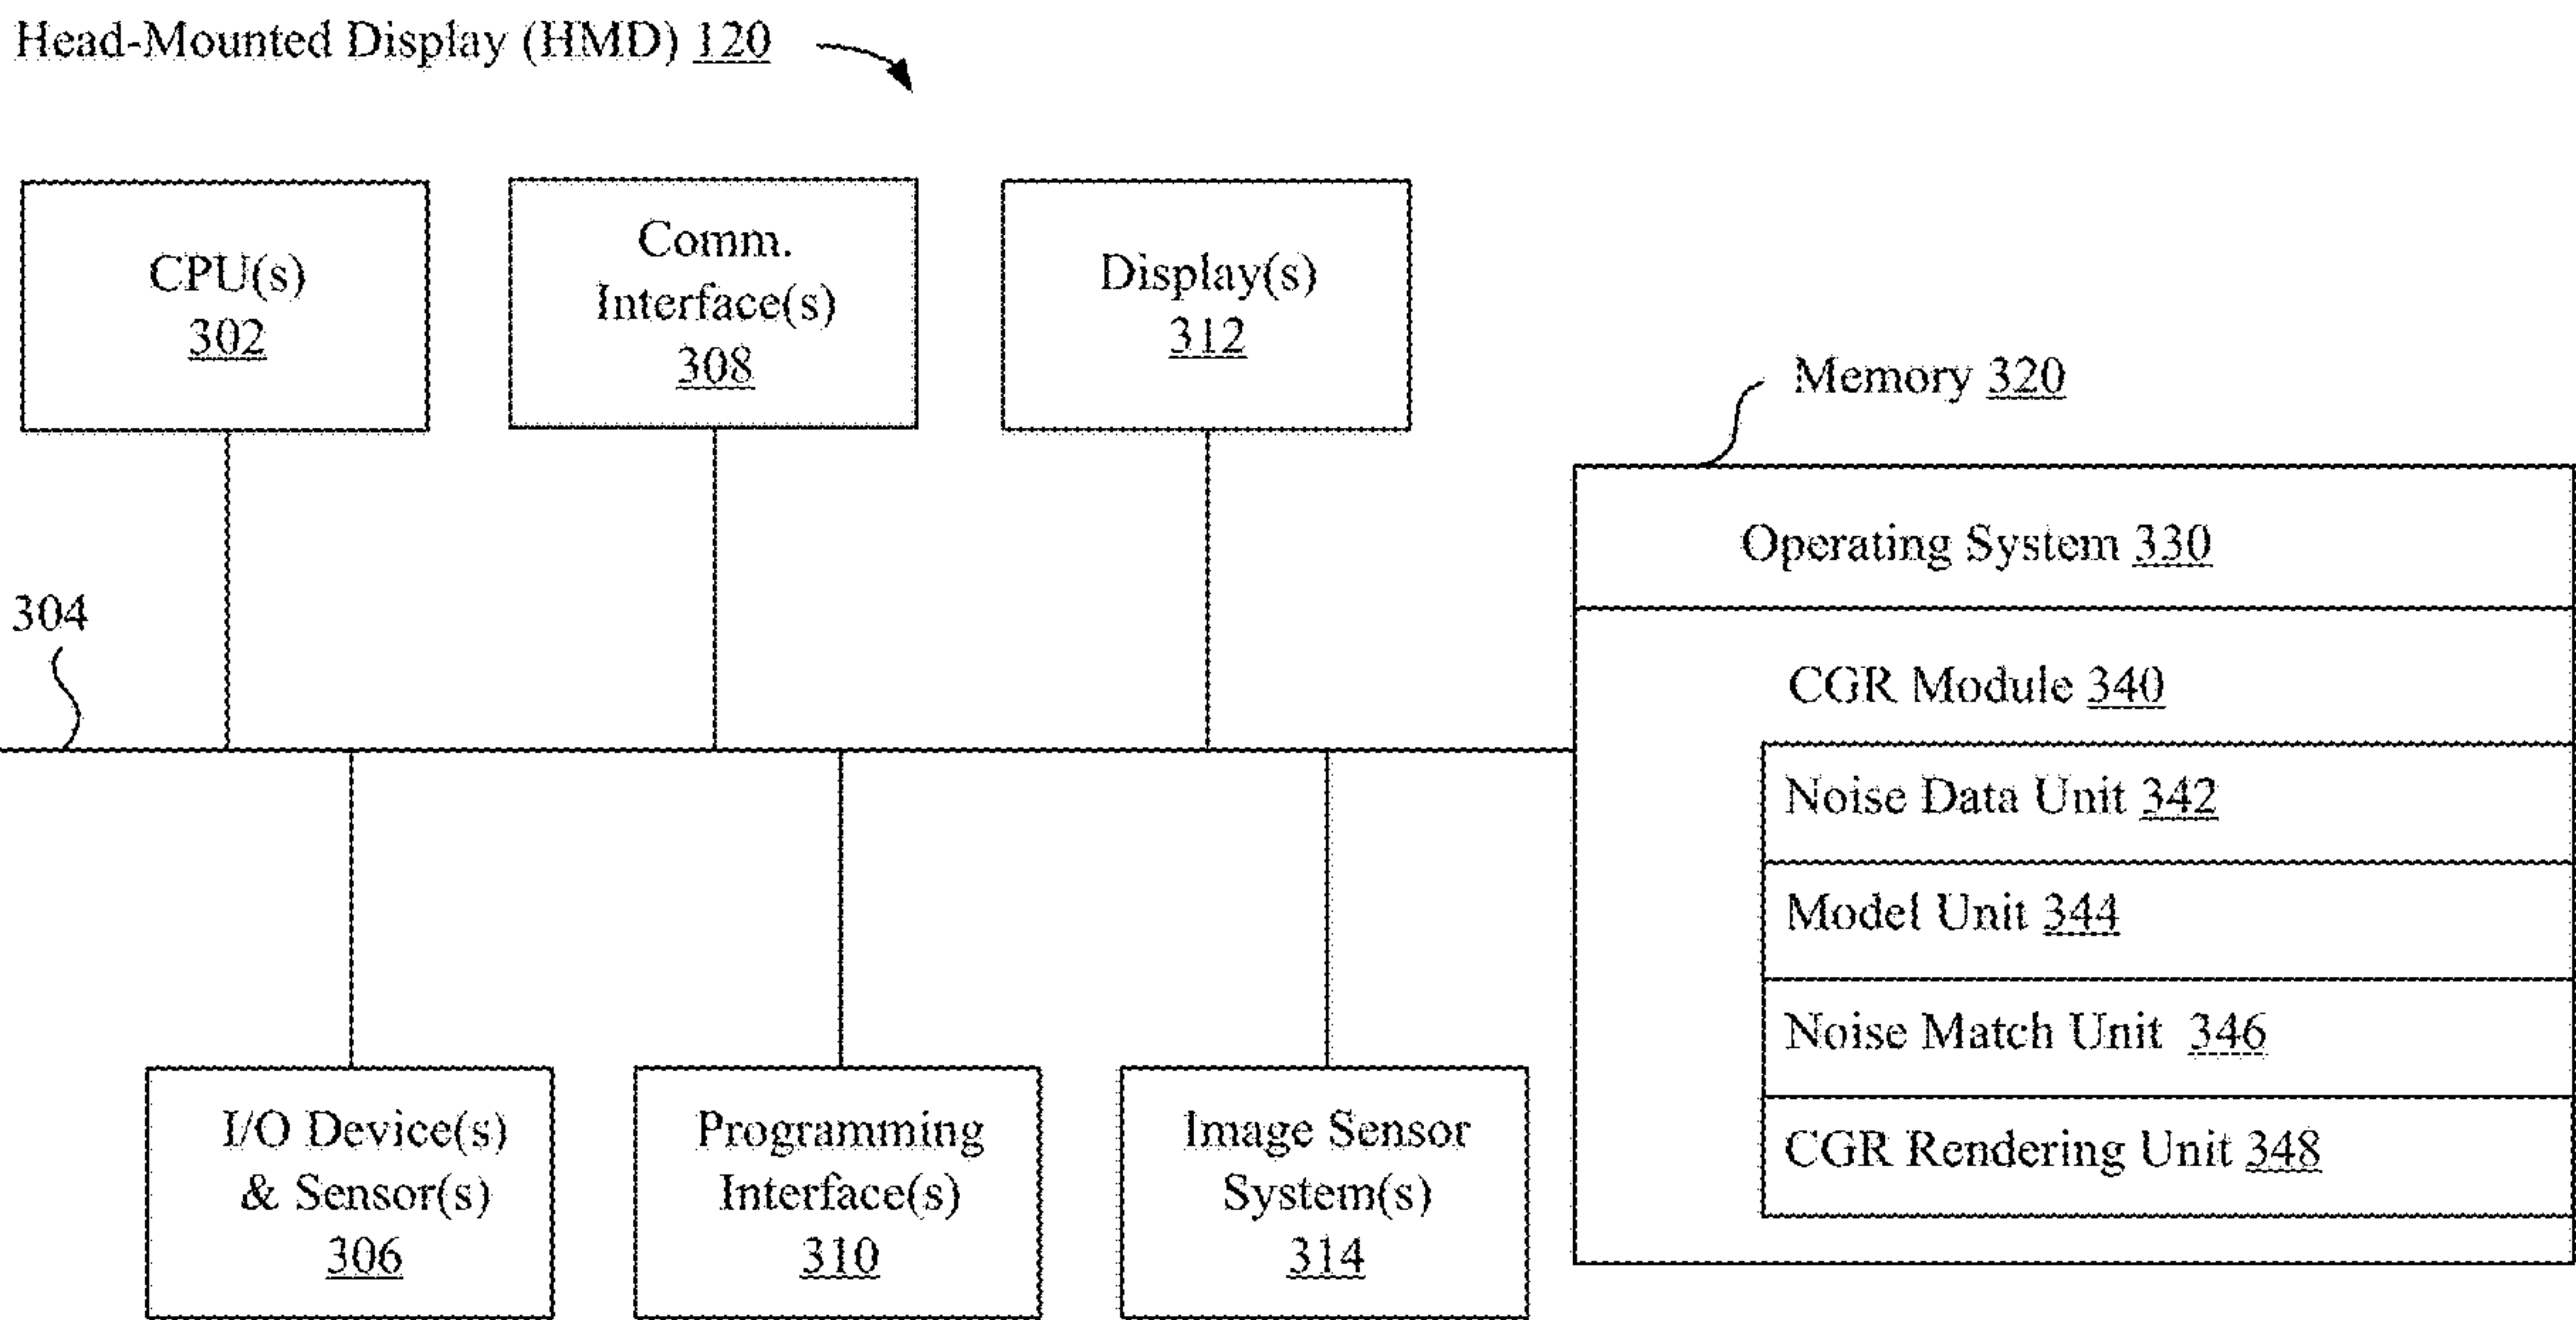 Head-Mounted Display (HMD) 120
CPU(s)
302
Comm.
Interface(s)
308
Display(s)
312
Memory 320
Operating System 330
304
CGR Module 340
Noise Data Unit 342
Model Unit 344
Noise Match Unit 346
CGR Rendering Unit 348
I/O Device(s)
& Sensor(s)
306
Programming
Interface(s)
310
Image Sensor
System(s)
314